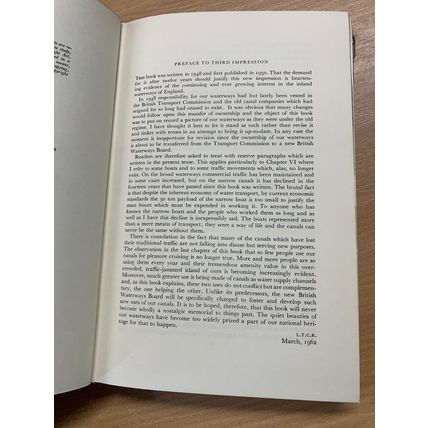 PREFACE TO THIRD IMPRESSION
This book was written in 1948 and first published in 1950. That the demand
for it after twelve years should justify this new impression is hearten-
ing evidence of the continuing and ever growing interest in the inland
waterways of England.
In 1948 responsibility for our waterways had but lately been vested in
the British Transport Commission and the old canal companies which had
reigned for so long had ceased to exist. It was obvious that many changes
would follow upon this transfer of ownership and the object of this book
was to put on record a picture of our waterways as they were under the old
regime. I have thought it best to let it stand as such rather than revise it
and tinker with tenses in an attempt to bring it up-to-date. In any case the
moment is inopportune for revision since the ownership of our waterways
is about to be transferred from the Transport Commission to a new British
Waterways Board.
Readers are therefore asked to treat with reserve paragraphs which are
written in the present tense. This applies particularly to Chapter VI where
I refer to some boats and to some traffic movements which, alas, no longer
exist. On the broad waterways commercial traffic has been maintained and
in some cases increased, but on the narrow canals it has declined in the
fourteen years that have passed since this book was written. The brutal fact
is that despite the inherent economy of water transport, by current economic
standards the 30 ton payload of the narrow boat is too small to justify the
man hours which must be expended in working it. To anyone who has
known the narrow boats and the people who worked them as long and as
well as I have this decline is inexpressibly sad. The boats represented more
than a mere means of transport; they were a way of life and the canals can
never be the same without them.
There is consolation in the fact that many of the canals which have lost
their traditional traffic are not falling into disuse but serving new purposes.
The observation in the last chapter of this book that so few people use our
canals for pleasure cruising is no longer true. More and more people are so
using them every year and their tremendous amenity value in this over-
crowded, traffic-jammed island of ours is becoming increasingly evident.
Moreover, much greater use is being made of canals as water supply channels
and, as this book explains, these two uses do not conflict but are complemen-
tary, the one helping the other. Unlike its predecessors, the new British
Waterways Board will be specifically charged to foster and develop such
new uses of our canals. It is to be hoped, therefore, that this book will never
become wholly a nostalgic memorial to things past. The quiet beauties of
our waterways have become too widely prized a part of our national heri-
tage for that to happen.
L.T.C.R.
March, 1962